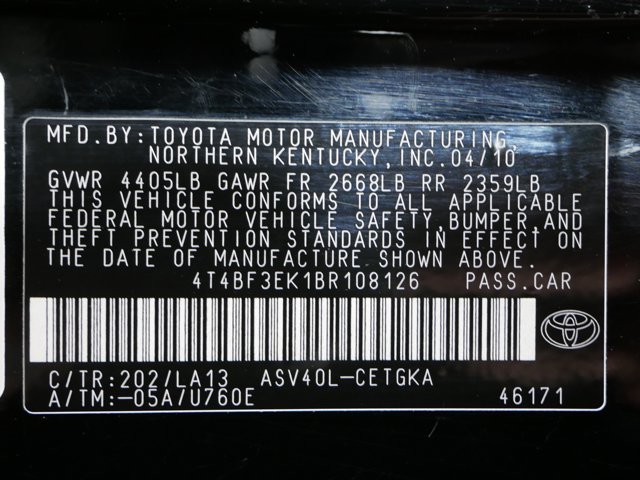 MFD.BY:TOYOTA MOTOR MANUFACTURING,
NORTHERN KENTUCKY,INC.04/10
GVWR 4405LB GAWR FR 2668LB RR 2359LB
THIS VEHICLE CONFORMS TO ALL APPLICABLE
FEDERAL MOTOR VEHICLE SAFETY,BUMPER,AND
THEFT PREVENTION STANDARDS IN EFFECT ON
THE DATE OF MANUFACTURE SHOWN ABOVE.
4T4BF3EK1BR108126 PASS.CAR
C/TR:202/LA13 ASV40L-CETGKA
A/TM:-05A/U760E 46171